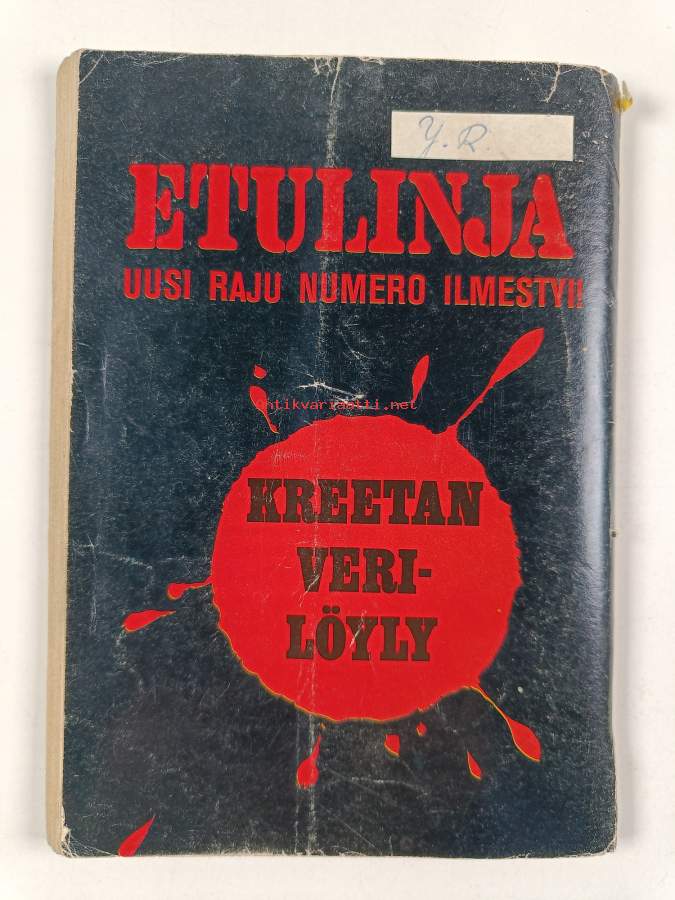 Y.R.
ETULINJA
UUSI RAJU NUMERO ILMESTYI!
antikvariaatti.net
KREETAN
VERI-
LÖYLY